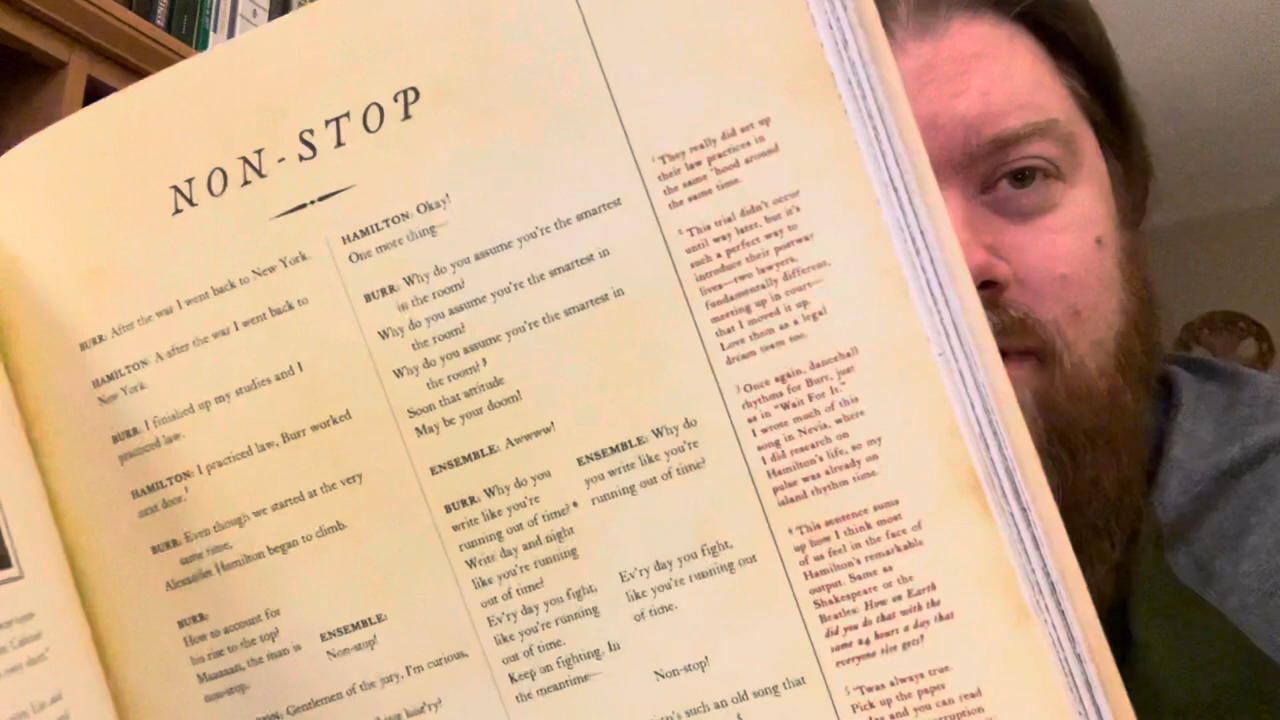 NON-STOP
BURR: After the war I went back to New York.
HAMILTON: A-after the war I went back to
New York.
BURR: I finished up my studies and I
practiced law.
HAMILTON: I practiced law, Burr worked
next door.¹
BURR: Even though we started at the very
same time,
Alexander Hamilton began to climb.
BURR:
How to account for
his rise to the top?
Maaaaan, the man is
non-stop.
ENSEMBLE:
Non-stop!
Gentlemen of the jury, I'm curious,
HAMILTON: Okay!
One more thing—
BURR: Why do you assume you're the smartest
in the room?
Why do you assume you're the smartest in
the room?
Why do you assume you're the smartest in
the room?³
Soon that attitude
May be your doom!
ENSEMBLE: Awwww!
BURR: Why do you
write like you're
running out of time?⁴
Write day and night
like you're running
out of time?
Ev'ry day you fight,
like you're running
out of time.
Keep on fighting. In
the meantime—
ENSEMBLE: Why do
you write like you're
running out of time?
Ev'ry day you fight,
like you're running out
of time.
Non-stop!
such an old song that
¹ They really did set up
their law practices in
the same 'hood around
the same time.
² This trial didn't occur
until way later, but it's
such a perfect way to
introduce their postwar
lives—two lawyers,
fundamentally different,
meeting up in court—
that I moved it up.
Love them as a legal
dream team too.
³ Once again, dancehall
rhythms for Burr, just
as in "Wait For It."
I wrote much of this
song in Nevis, where
I did research on
Hamilton's life, so my
pulse was already on
island rhythm time.
⁴ This sentence sums
up how I think most
of us feel in the face of
Hamilton's remarkable
output. Same as
Shakespeare or the
Beatles: How on Earth
did you do that with the
same 24 hours a day that
everyone else gets?
⁵ 'Twas always true.
Pick up the paper
and you can read